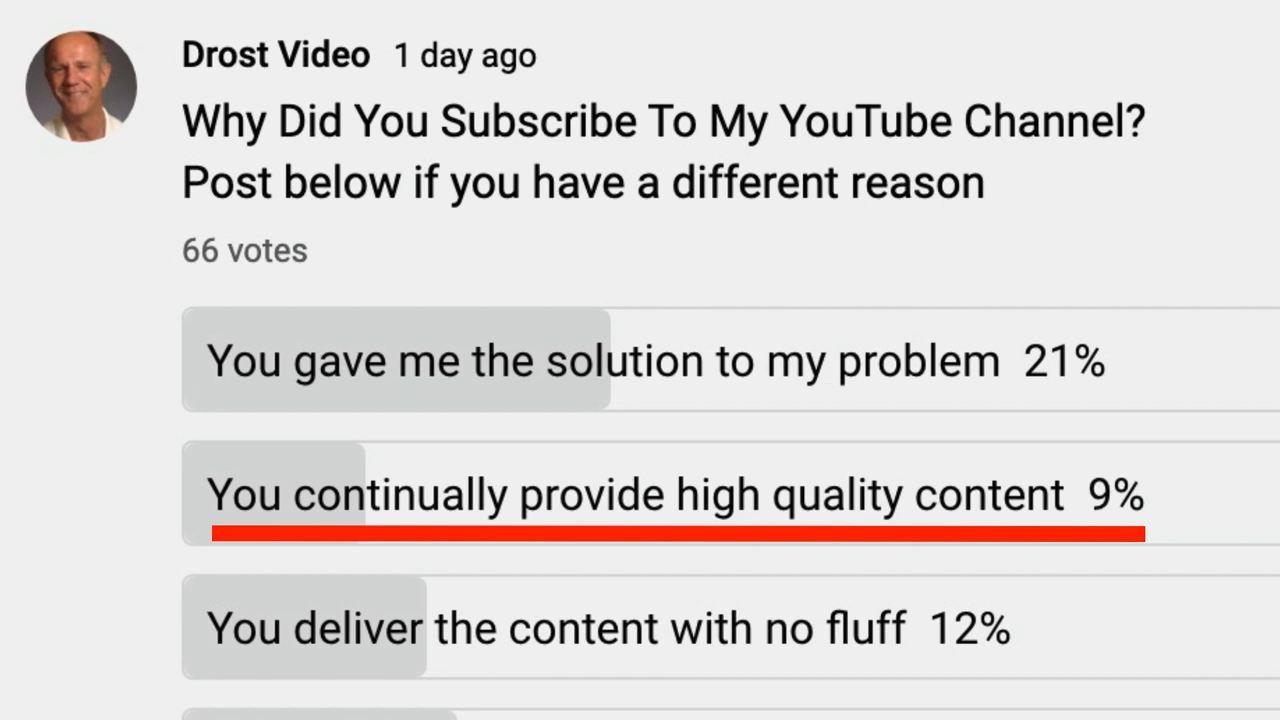 Drost Video 1 day ago
Why Did You Subscribe To My YouTube Channel?
Post below if you have a different reason
66 votes
You gave me the solution to my problem 21%
You continually provide high quality content 9%
You deliver the content with no fluff 12%